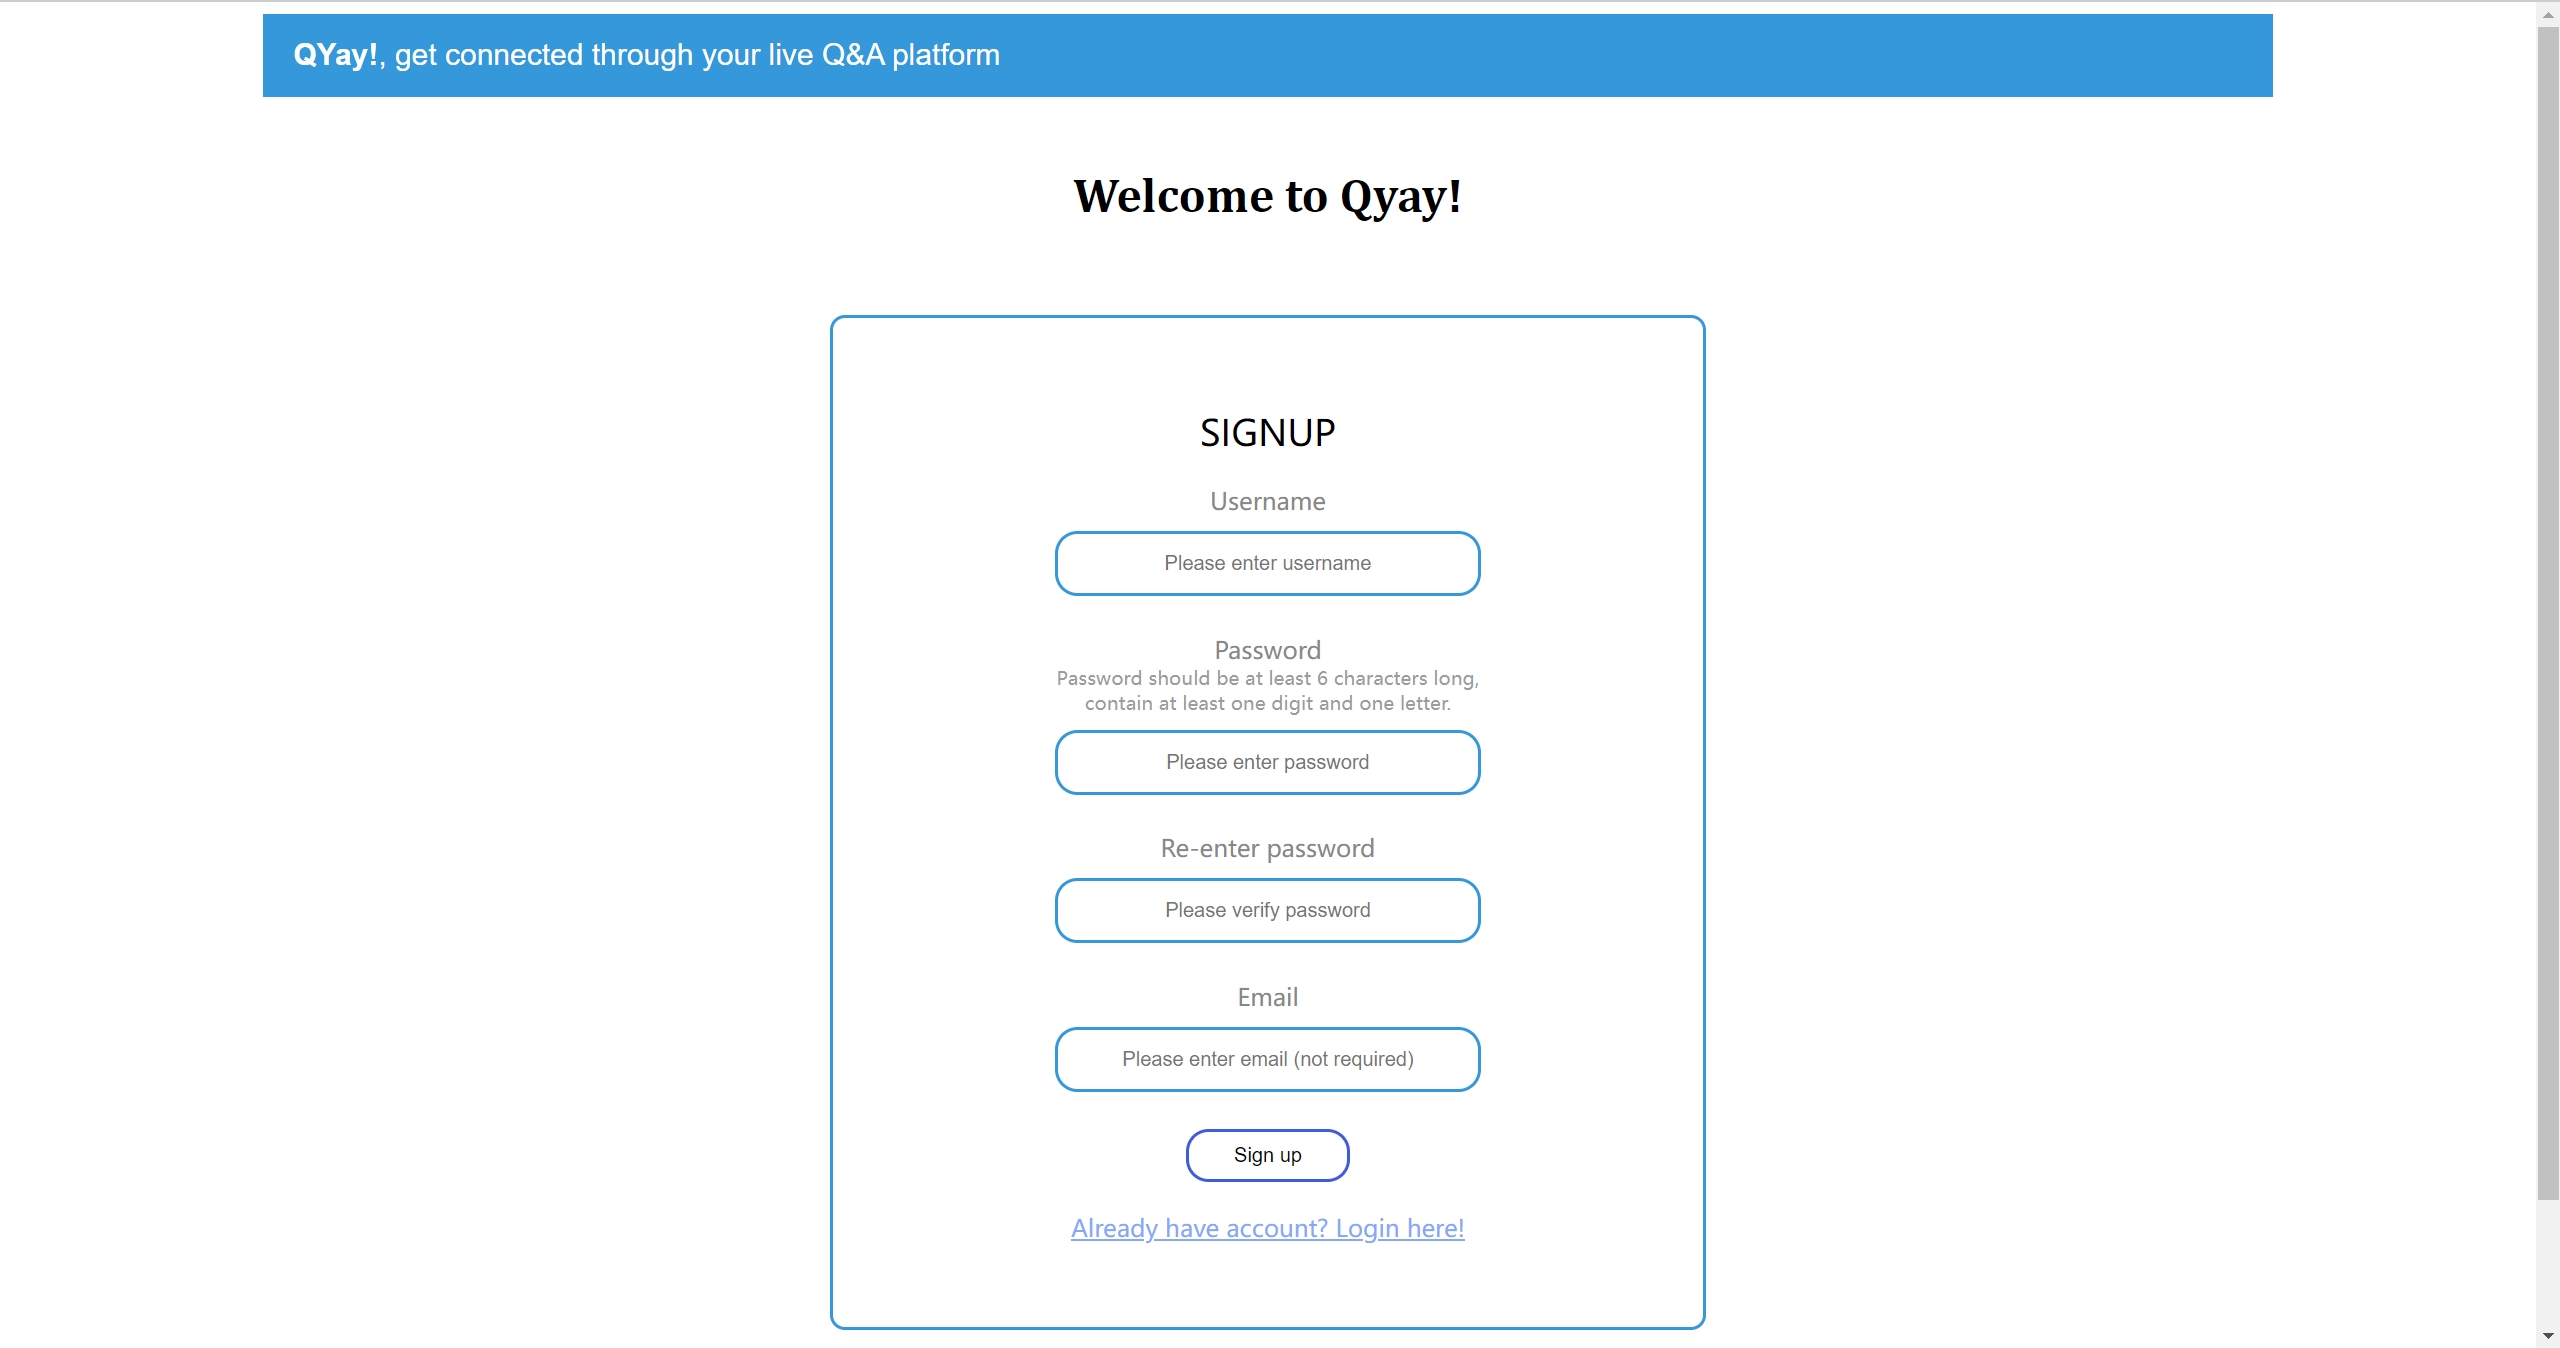 QYay!, get connected through your live Q&A platform
Welcome to Qyay!
SIGNUP
Username
Please enter username
Password
Password should be at least 6 characters long,
contain at least one digit and one letter.
Please enter password
Re-enter password
Please verify password
Email
Please enter email (not required)
Sign up
Already have account? Login here!